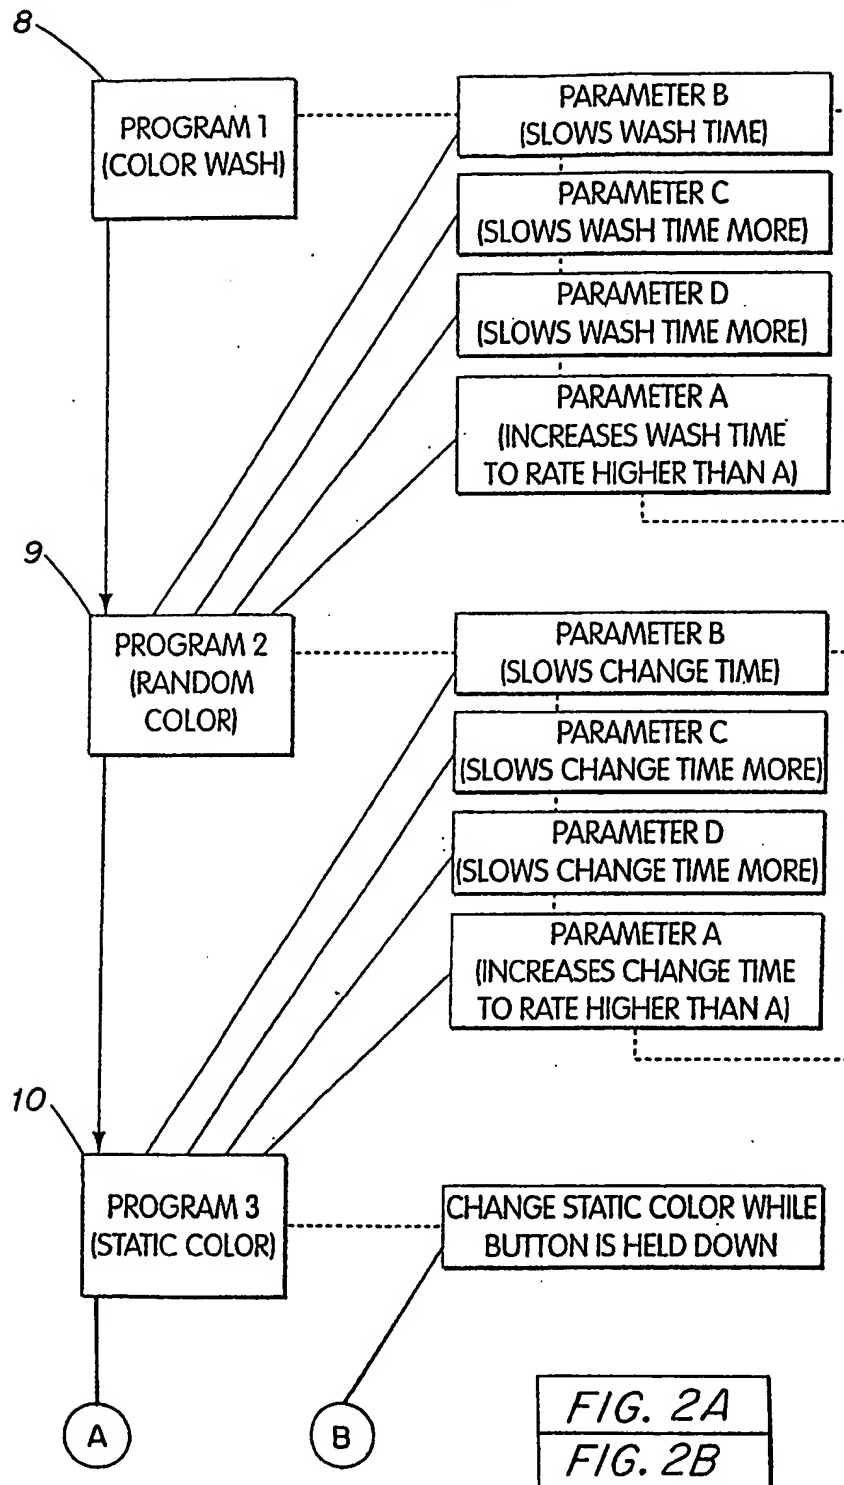 8
PROGRAM 1
(COLOR WASH)
PARAMETER B
(SLOWS WASH TIME)
PARAMETER C
(SLOWS WASH TIME MORE)
PARAMETER D
(SLOWS WASH TIME MORE)
PARAMETER A
(INCREASES WASH TIME
TO RATE HIGHER THAN A)
9
PROGRAM 2
(RANDOM
COLOR)
PARAMETER B
(SLOWS CHANGE TIME)
PARAMETER C
(SLOWS CHANGE TIME MORE)
PARAMETER D
(SLOWS CHANGE TIME MORE)
PARAMETER A
(INCREASES CHANGE TIME
TO RATE HIGHER THAN A)
10
PROGRAM 3
(STATIC COLOR)
CHANGE STATIC COLOR WHILE
BUTTON IS HELD DOWN
A
B
FIG. 2A
FIG. 2B